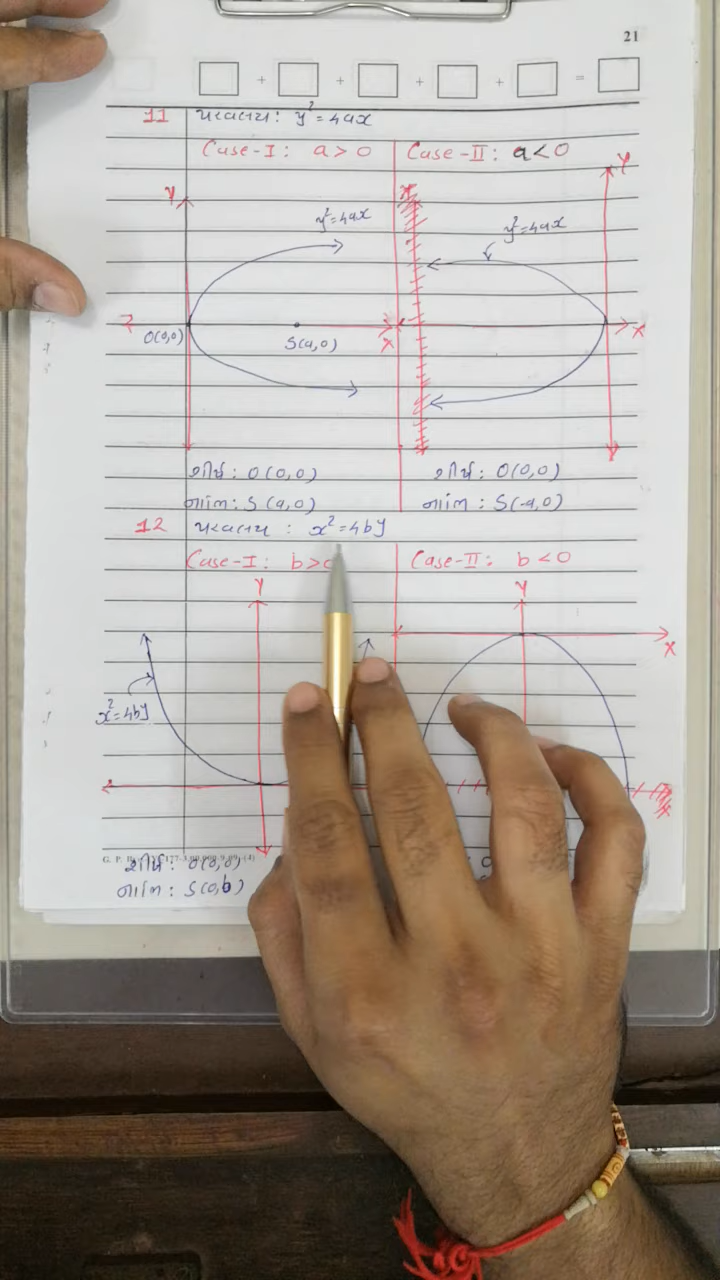 21
+ + + + =
11 પરવલય: y²=4ax
Case-I: a>0
Case-II: a<0
Y
X
y²=4ax
O(0,0)
S(a,0)
Y
X
y²=4ax
શીર્ષ: O(0,0)
નાભિ: S(a,0)
શીર્ષ: O(0,0)
નાભિ: S(-a,0)
12 પરવલય: x²=4by
Case-I: b>
Case-II: b<0
Y
x²=4by
Y
X
G. P. B.
શીર્ષ: O(0,0)
નાભિ: S(0,b)